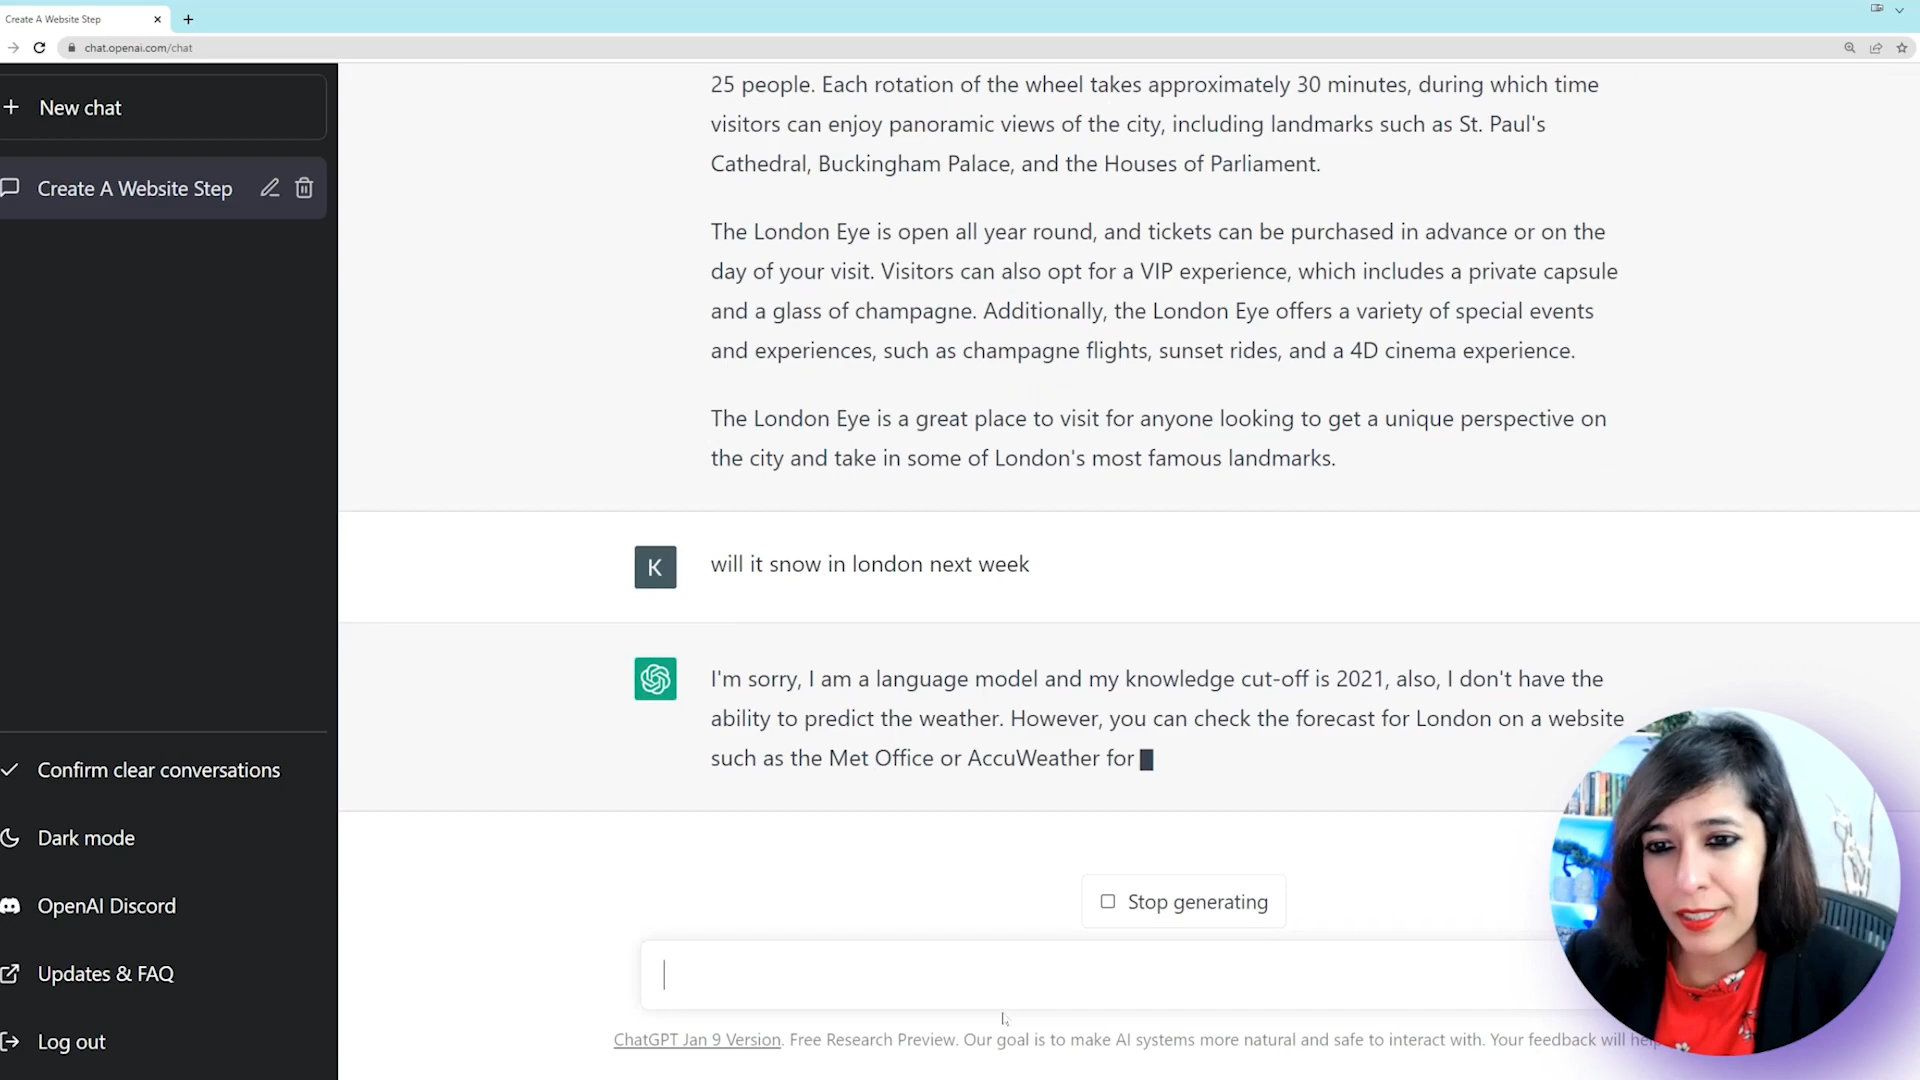 Create A Website Step
chat.openai.com/chat
New chat
Create A Website Step
Confirm clear conversations
Dark mode
OpenAI Discord
Updates & FAQ
Log out
25 people. Each rotation of the wheel takes approximately 30 minutes, during which time
visitors can enjoy panoramic views of the city, including landmarks such as St. Paul's
Cathedral, Buckingham Palace, and the Houses of Parliament.
The London Eye is open all year round, and tickets can be purchased in advance or on the
day of your visit. Visitors can also opt for a VIP experience, which includes a private capsule
and a glass of champagne. Additionally, the London Eye offers a variety of special events
and experiences, such as champagne flights, sunset rides, and a 4D cinema experience.
The London Eye is a great place to visit for anyone looking to get a unique perspective on
the city and take in some of London's most famous landmarks.
K
will it snow in london next week
I'm sorry, I am a language model and my knowledge cut-off is 2021, also, I don't have the
ability to predict the weather. However, you can check the forecast for London on a website
such as the Met Office or AccuWeather for
Stop generating
ChatGPT Jan 9 Version. Free Research Preview. Our goal is to make AI systems more natural and safe to interact with. Your feedback will